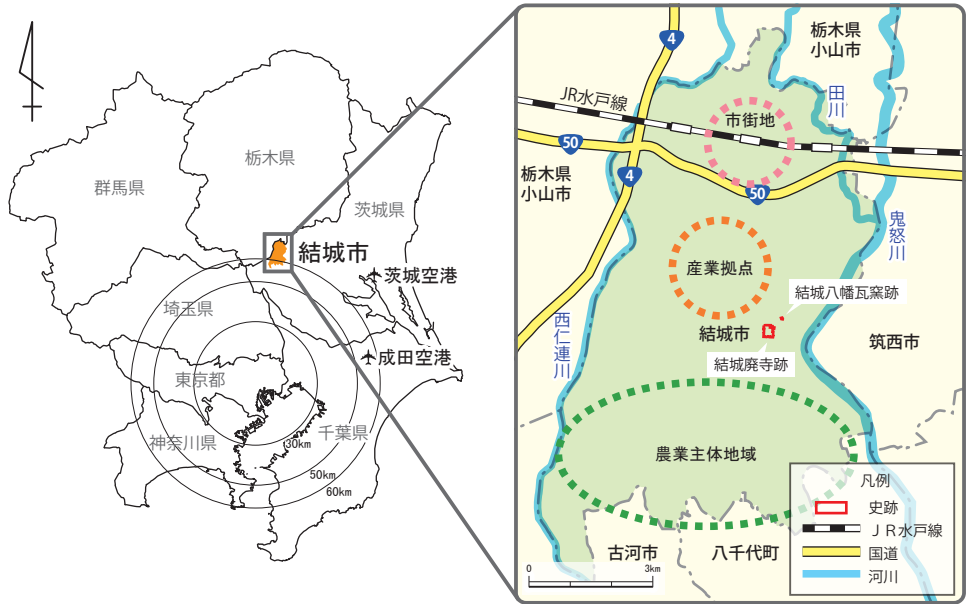 栃木県
群馬県
茨城県
結城市
茨城空港
埼玉県
成田空港
東京都
神奈川県
千葉県
30km
50km
60km
4
栃木県
小山市
JR水戸線
田川
市街地
50
栃木県
小山市
4
50
鬼怒川
産業拠点
結城八幡瓦窯跡
西仁連川
結城市
筑西市
結城廃寺跡
農業主体地域
古河市
八千代町
0
3km
凡例
史跡
JR水戸線
国道
河川